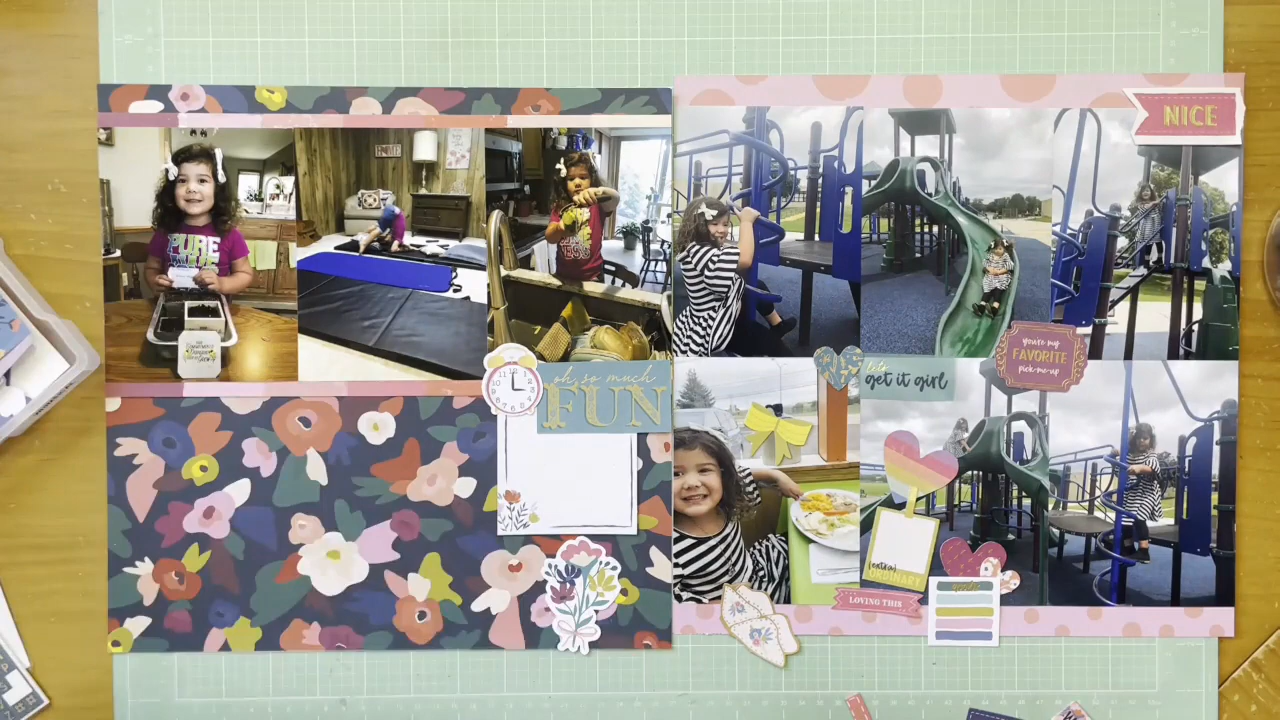 NICE
PURE
oh, so much
FUN
let's
get it girl
you're my
FAVORITE
pick-me-up
(extra)
ORDINARY
LOVING THIS